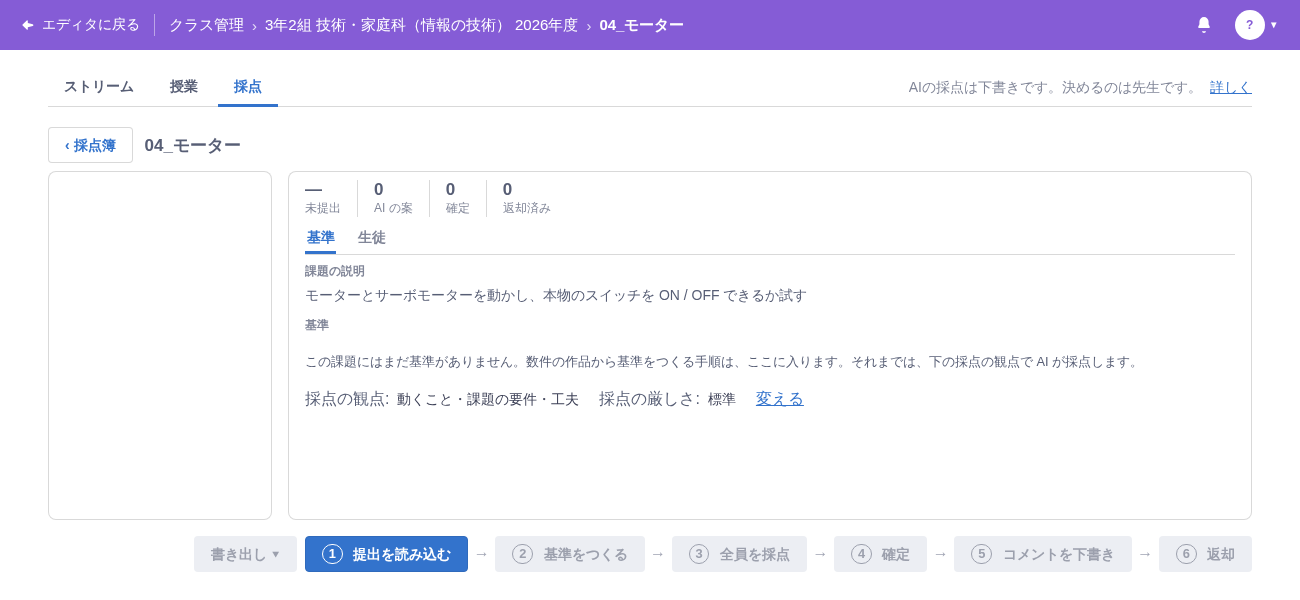 エディタに戻る クラス管理 › 3年2組 技術・家庭科（情報の技術） 2026年度 › 04_モーター ? ▾
ストリーム 授業 採点 AIの採点は下書きです。決めるのは先生です。 詳しく
‹ 採点簿 04_モーター
— 0 0 0
未提出 AI の案 確定 返却済み
基準 生徒
課題の説明
モーターとサーボモーターを動かし、本物のスイッチを ON / OFF できるか試す
基準
この課題にはまだ基準がありません。数件の作品から基準をつくる手順は、ここに入ります。それまでは、下の採点の観点で AI が採点します。
採点の観点: 動くこと・課題の要件・工夫 採点の厳しさ: 標準 変える
書き出し ▾ 1 提出を読み込む → 2 基準をつくる → 3 全員を採点 → 4 確定 → 5 コメントを下書き → 6 返却